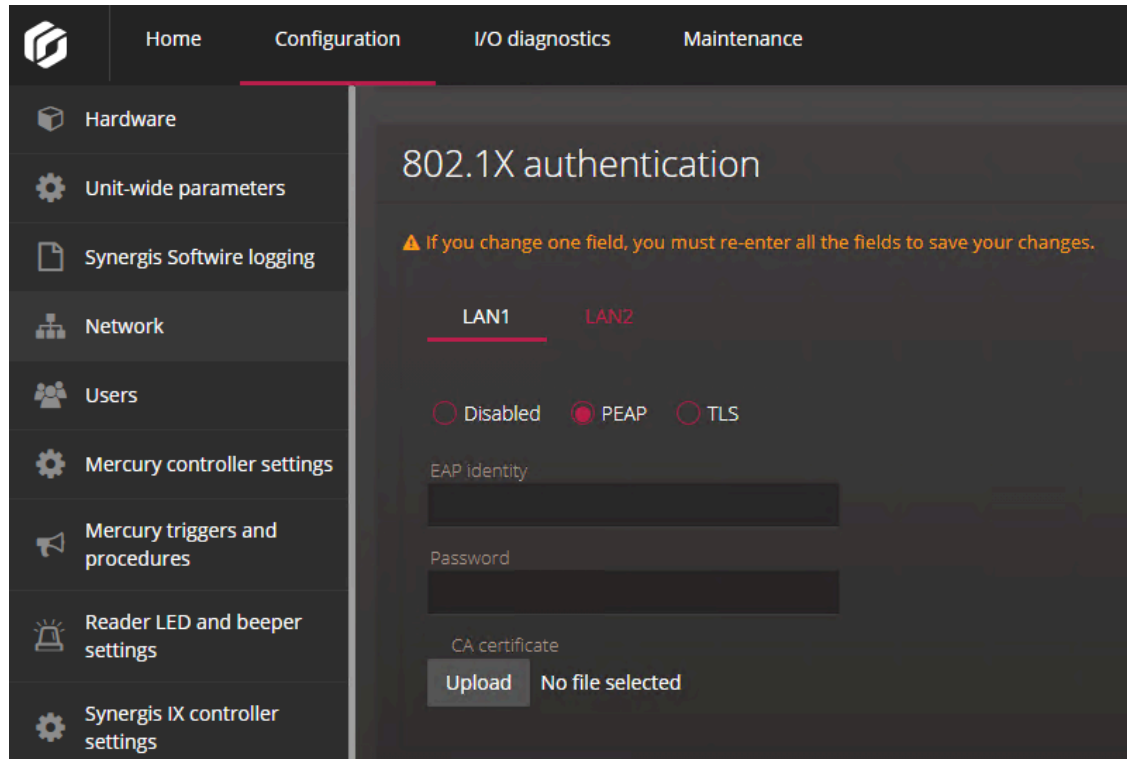 Home Configuration I/O diagnostics Maintenance
Hardware
Unit-wide parameters
Synergis Softwire logging
Network
Users
Mercury controller settings
Mercury triggers and
procedures
Reader LED and beeper
settings
Synergis IX controller
settings
802.1X authentication
If you change one field, you must re-enter all the fields to save your changes.
LAN1 LAN2
Disabled PEAP TLS
EAP identity
Password
CA certificate
Upload No file selected